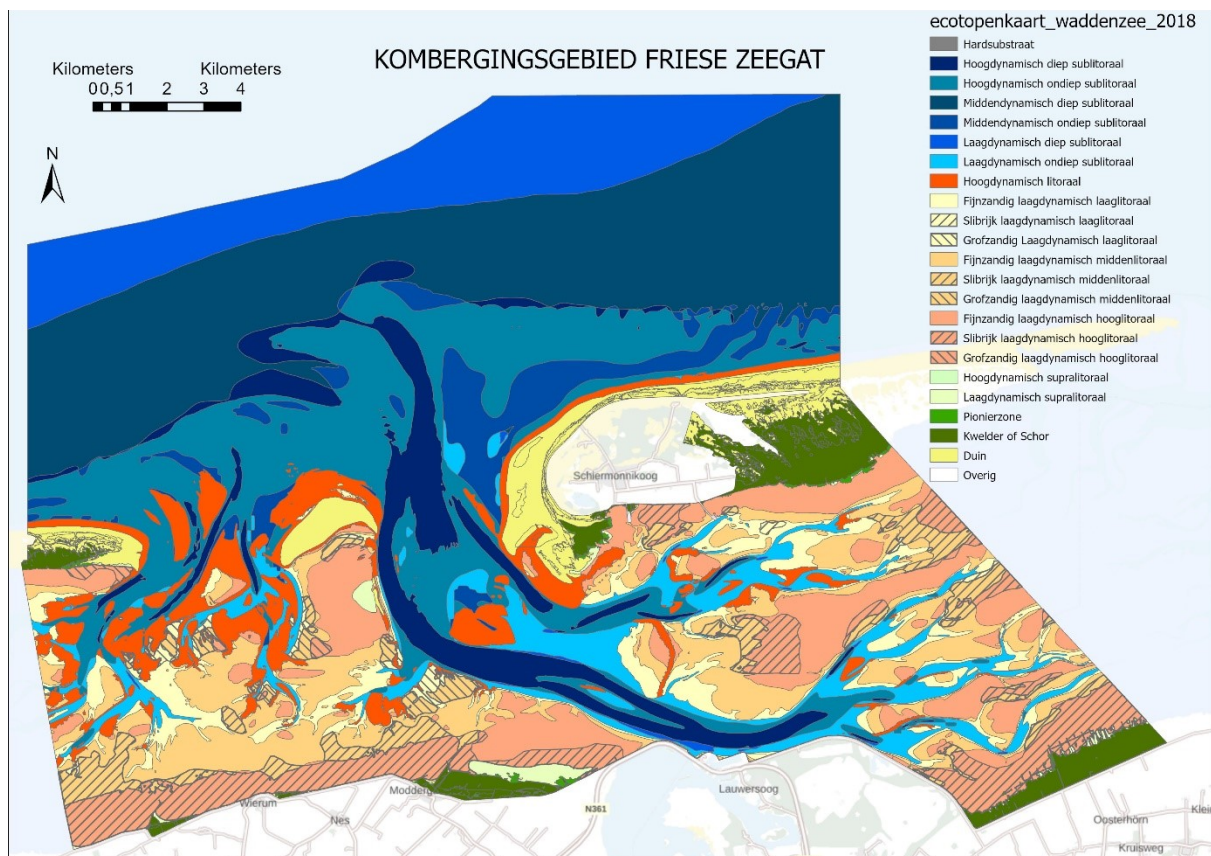 ecotopenkaart_waddenzee_2018
KOMBERGINGSGEBIED FRIESE ZEEGAT
Kilometers Kilometers
0 0,5 1 2 3 4
N
Hardsubstraat
Hoogdynamisch diep sublitoraal
Hoogdynamisch ondiep sublitoraal
Middendynamisch diep sublitoraal
Middendynamisch ondiep sublitoraal
Laagdynamisch diep sublitoraal
Laagdynamisch ondiep sublitoraal
Hoogdynamisch litoraal
Fijnzandig laagdynamisch laaglitoraal
Slibrijk laagdynamisch laaglitoraal
Grofzandig Laagdynamisch laaglitoraal
Fijnzandig laagdynamisch middenlitoraal
Slibrijk laagdynamisch middenlitoraal
Grofzandig laagdynamisch middenlitoraal
Fijnzandig laagdynamisch hooglitoraal
Slibrijk laagdynamisch hooglitoraal
Grofzandig laagdynamisch hooglitoraal
Hoogdynamisch supralitoraal
Laagdynamisch supralitoraal
Pionierzone
Kwelder of Schor
Duin
Overig
Schiermonnikoog
Wierum
Nes
Modderg
N361
Lauwersoog
Oosterhorn
Klei
Kruisweg